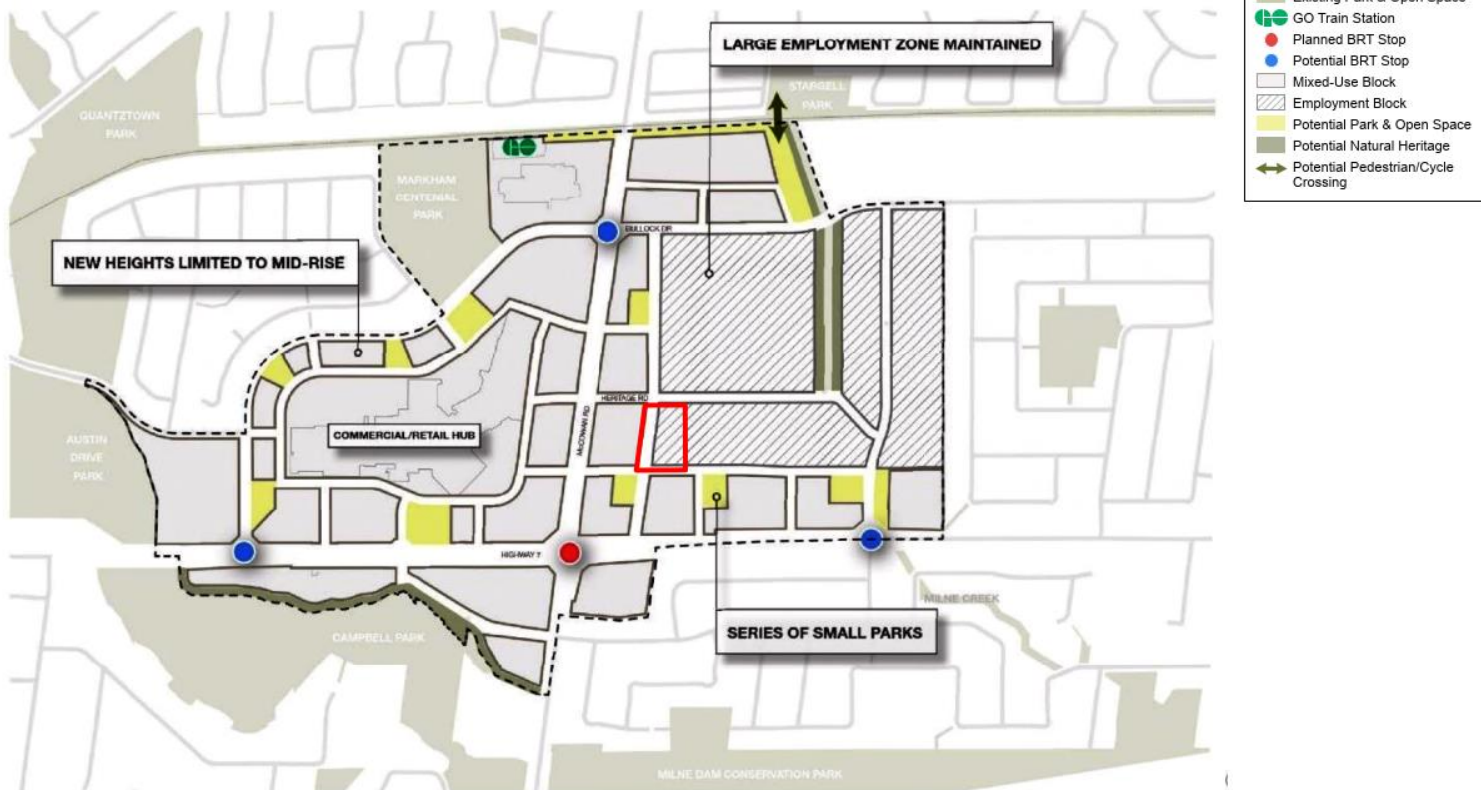 Existing Park & Open Space
GO Train Station
Planned BRT Stop
Potential BRT Stop
Mixed-Use Block
Employment Block
Potential Park & Open Space
Potential Natural Heritage
Potential Pedestrian/Cycle
Crossing
LARGE EMPLOYMENT ZONE MAINTAINED
STARGELL
PARK
QUANTZTOWN
PARK
GO
MARKHAM
CENTENIAL
PARK
BULLOCK DR
NEW HEIGHTS LIMITED TO MID-RISE
HERITAGE RD
McCOWAN RD
COMMERCIAL/RETAIL HUB
AUSTIN
DRIVE
PARK
HIGHWAY 7
MILNE CREEK
CAMPBELL PARK
SERIES OF SMALL PARKS
MILNE DAM CONSERVATION PARK